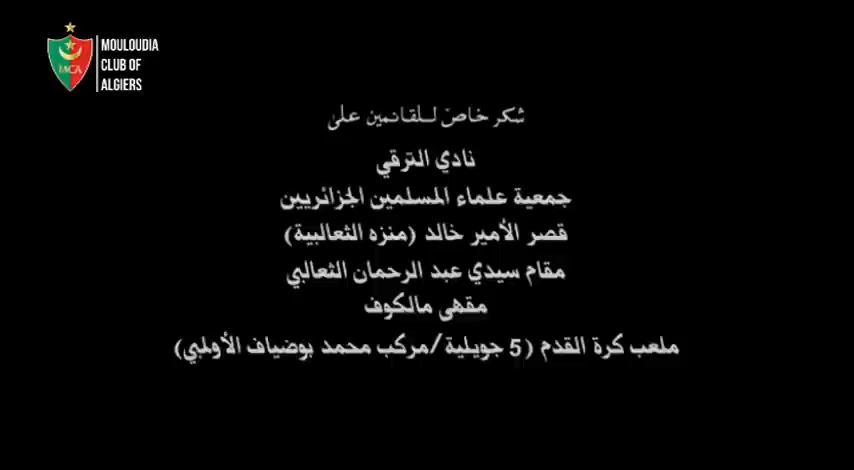 MCA
MOULOUDIA
CLUB OF
ALGIERS
شكر خاص للقائمين على
نادي الترقي
جمعية علماء المسلمين الجزائريين
قصر الأمير خالد (منزه الثعالبية)
مقام سيدي عبد الرحمان الثعالبي
مقهى مالكوف
ملعب كرة القدم (5 جويلية/مركب محمد بوضياف الأولمبي)